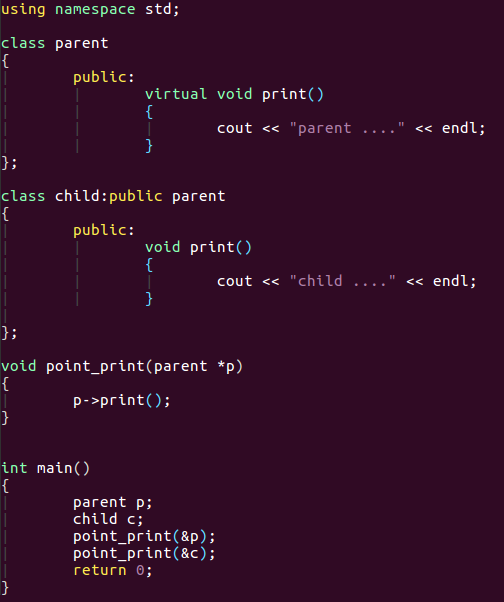 using namespace std;
class parent
{
public:
virtual void print()
{
cout << "parent ...." << endl;
}
};
class child:public parent
{
public:
void print()
{
cout << "child ...." << endl;
}
};
void point_print(parent *p)
{
p->print();
}
int main()
{
parent p;
child c;
point_print(&p);
point_print(&c);
return 0;
}